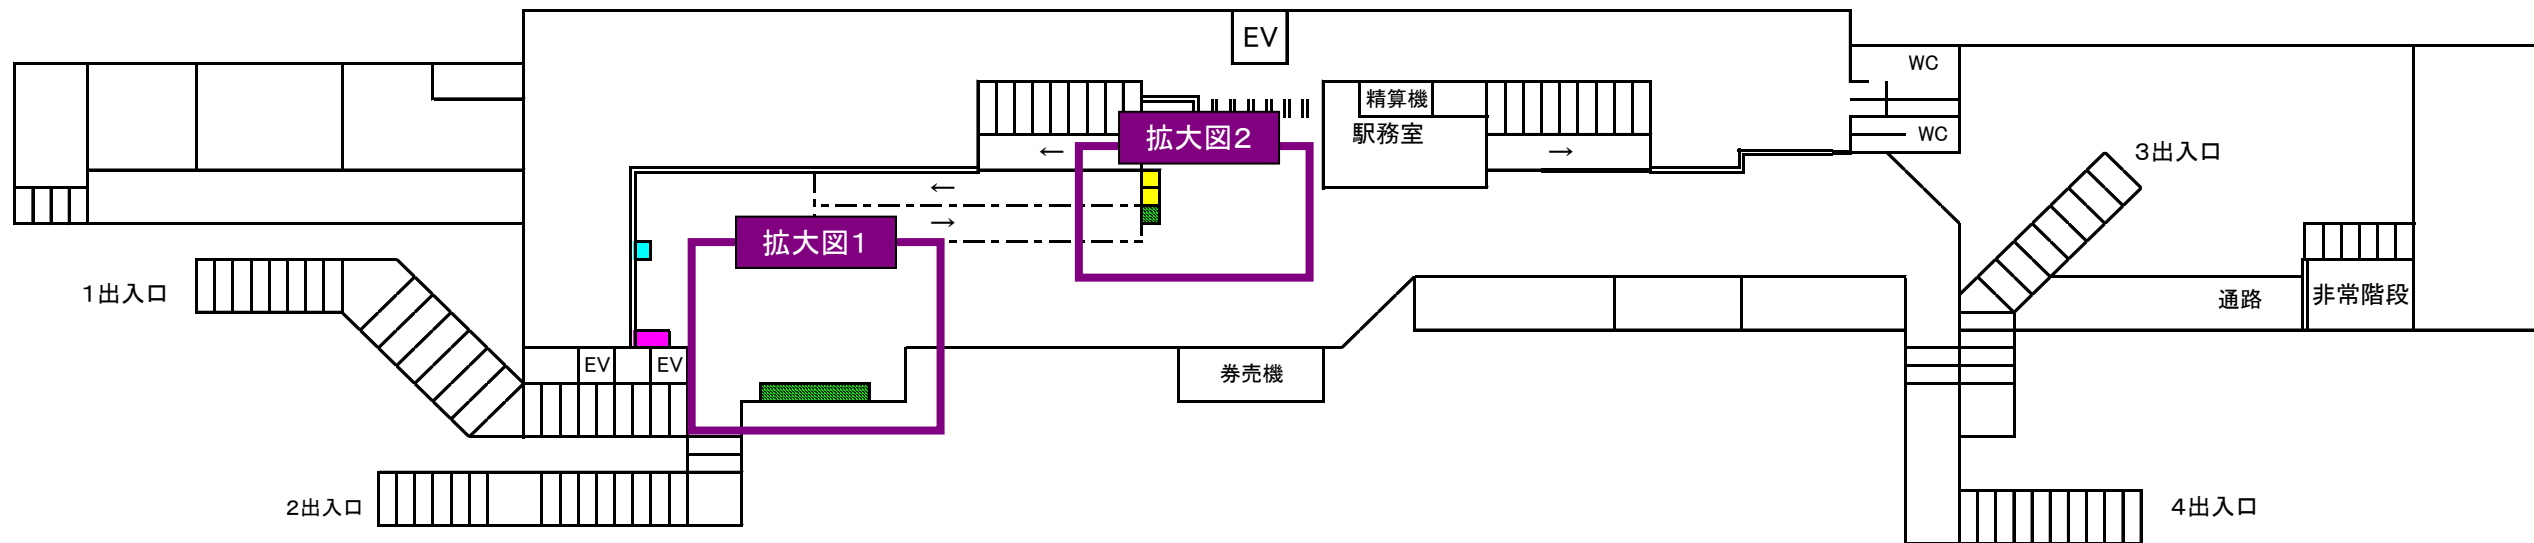 EV
WC
精算機
拡大図2
駅務室
WC
←
→
3出入口
←
→
拡大図1
1出入口
通路
非常階段
EV
EV
券売機
2出入口
4出入口